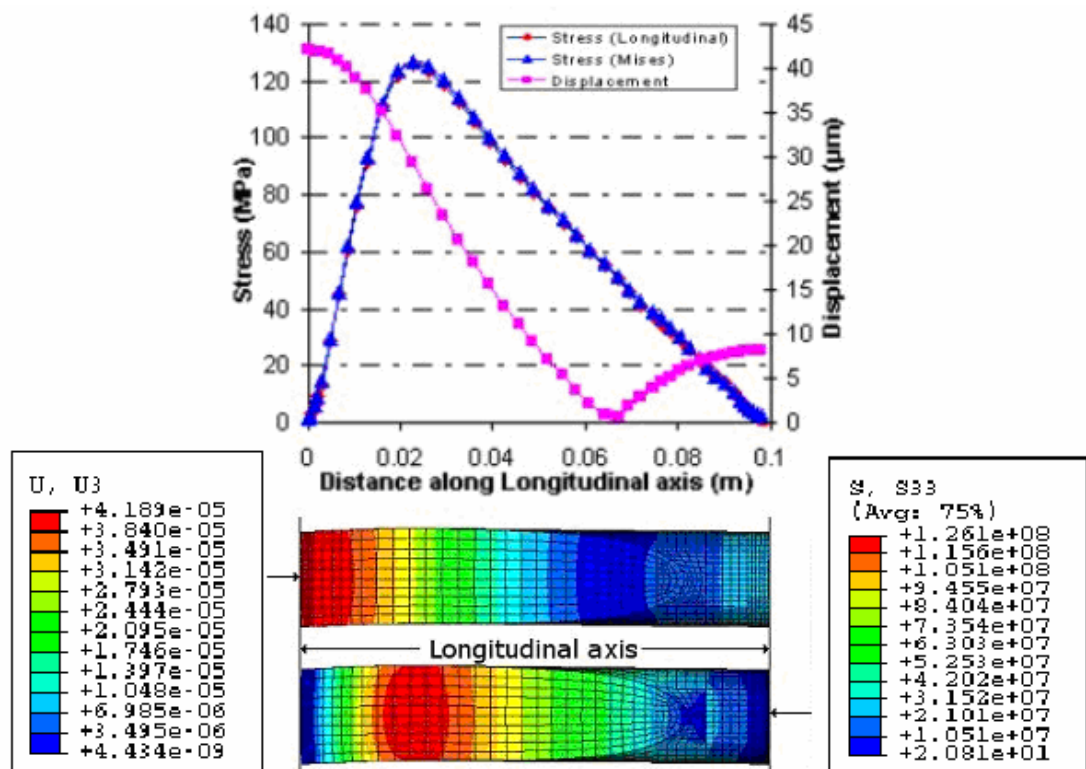 140
120
100
80
60
40
20
0
Stress (MPa)
Stress (Longitudinal)
Stress (Mises)
Displacement
45
40
35
30
25
20
15
10
5
0
Displacement (µm)
0 0.02 0.04 0.06 0.08 0.1
Distance along Longitudinal axis (m)
U, U3
+4.189e-05
+3.840e-05
+3.491e-05
+3.142e-05
+2.793e-05
+2.444e-05
+2.095e-05
+1.746e-05
+1.397e-05
+1.048e-05
+6.985e-06
+3.495e-06
+4.434e-09
Longitudinal axis
S, S33
(Avg: 75%)
+1.261e+08
+1.156e+08
+1.051e+08
+9.455e+07
+8.404e+07
+7.354e+07
+6.303e+07
+5.253e+07
+4.202e+07
+3.152e+07
+2.101e+07
+1.051e+07
+2.081e+01